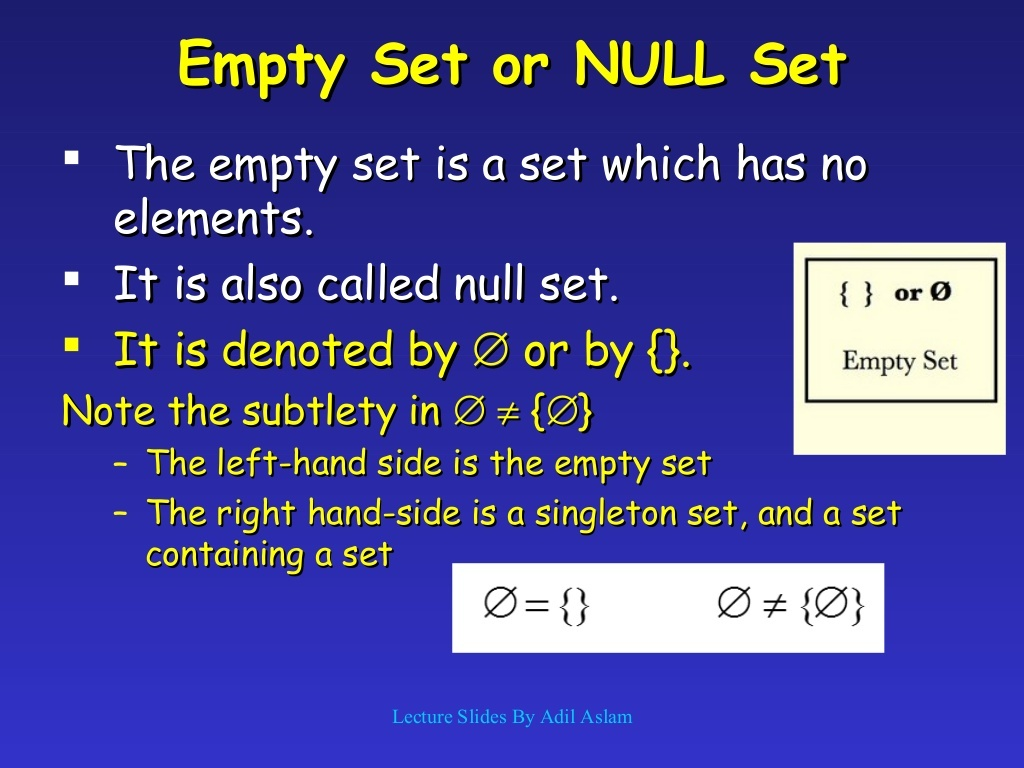 Empty Set or NULL Set
▪ The empty set is a set which has no
elements.
▪ It is also called null set.
▪ It is denoted by ∅ or by {}.
Note the subtlety in ∅ ≠ {∅}
– The left-hand side is the empty set
– The right hand-side is a singleton set, and a set
containing a set
{ } or Ø
Empty Set
∅ = {} ∅ ≠ {∅}
Lecture Slides By Adil Aslam